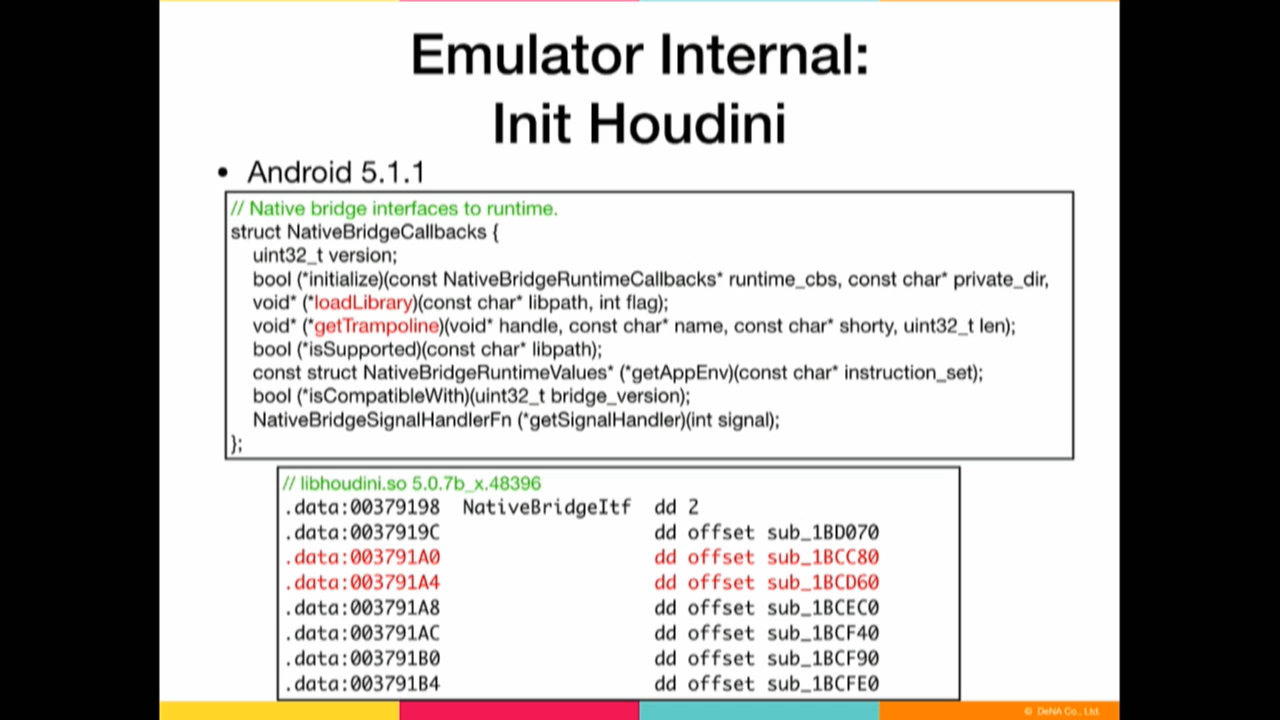 Emulator Internal:
Init Houdini
• Android 5.1.1
// Native bridge interfaces to runtime.
struct NativeBridgeCallbacks {
uint32_t version;
bool (*initialize)(const NativeBridgeRuntimeCallbacks* runtime_cbs, const char* private_dir,
void* (*loadLibrary)(const char* libpath, int flag);
void* (*getTrampoline)(void* handle, const char* name, const char* shorty, uint32_t len);
bool (*isSupported)(const char* libpath);
const struct NativeBridgeRuntimeValues* (*getAppEnv)(const char* instruction_set);
bool (*isCompatibleWith)(uint32_t bridge_version);
NativeBridgeSignalHandlerFn (*getSignalHandler)(int signal);
};
// libhoudini.so 5.0.7b_x.48396
.data:00379198 NativeBridgeItf dd 2
.data:0037919C dd offset sub_1BD070
.data:003791A0 dd offset sub_1BCC80
.data:003791A4 dd offset sub_1BCD60
.data:003791A8 dd offset sub_1BCEC0
.data:003791AC dd offset sub_1BCF40
.data:003791B0 dd offset sub_1BCF90
.data:003791B4 dd offset sub_1BCFE0
© DeNA Co., Ltd.